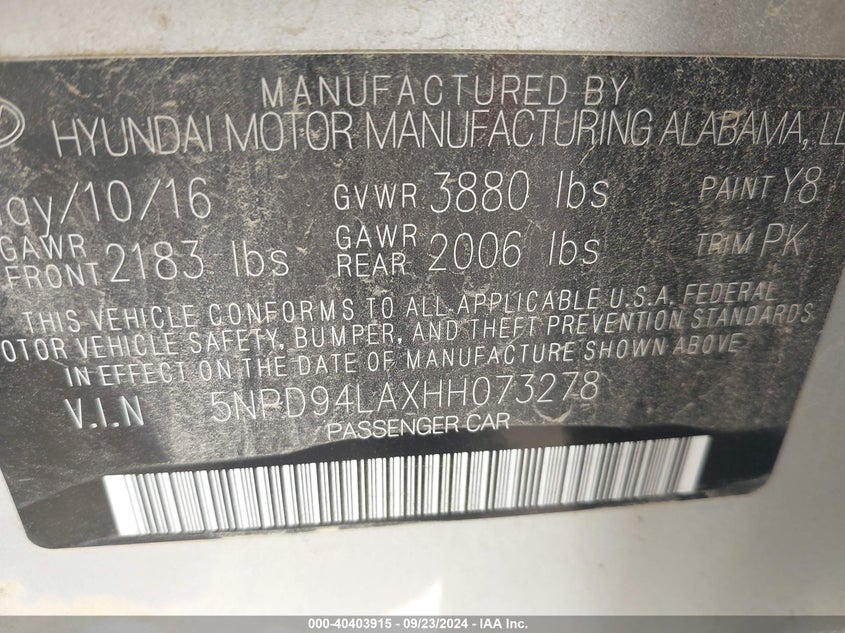 MANUFACTURED BY
HYUNDAI MOTOR MANUFACTURING ALABAMA, LL
ay/10/16 GVWR 3880 lbs PAINT Y8
GAWR FRONT 2183 lbs GAWR REAR 2006 lbs TRIM PK
THIS VEHICLE CONFORMS TO ALL APPLICABLE U.S.A. FEDERAL
OTOR VEHICLE SAFETY, BUMPER, AND THEFT PREVENTION STANDARDS
IN EFFECT ON THE DATE OF MANUFACTURE SHOWN ABOVE
V.I.N 5NPD94LAXHH073278
PASSENGER CAR
000-40403915 - 09/23/2024 - IAA Inc.